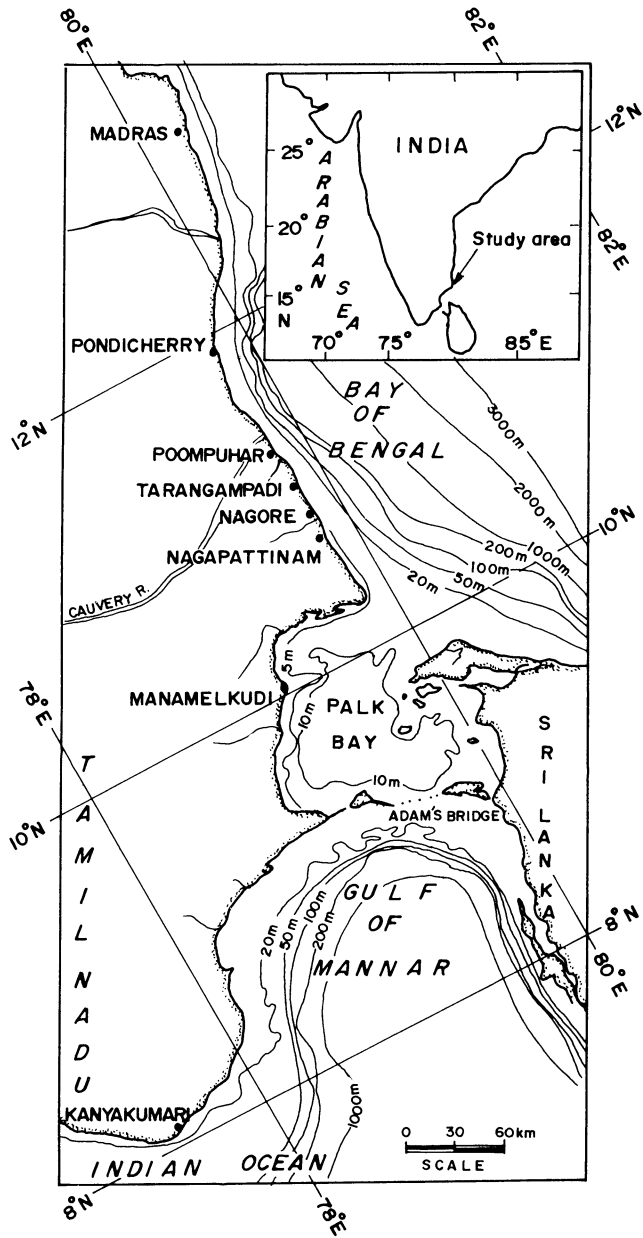 80°E
82°E
12°N
82°E
MADRAS
INDIA
25°
20°
15°
N
ARABIAN
SEA
Study area
70°
75°
85°E
PONDICHERRY
12°N
BAY
OF
BENGAL
3000m
2000m
1000m
200m
100m
50m
20m
10°N
POOMPUHAR
TARANGAMPADI
NAGORE
NAGAPATTINAM
CAUVERY R.
5m
78°E
MANAMELKUDI
10m
PALK
BAY
10m
ADAM'S BRIDGE
SRI LANKA
10°N
TAMIL NADU
GULF
OF
MANNAR
20m
50m
100m
200m
1000m
8°N
80°E
KANYAKUMARI
INDIAN OCEAN
8°N
78°E
0 30 60km
SCALE